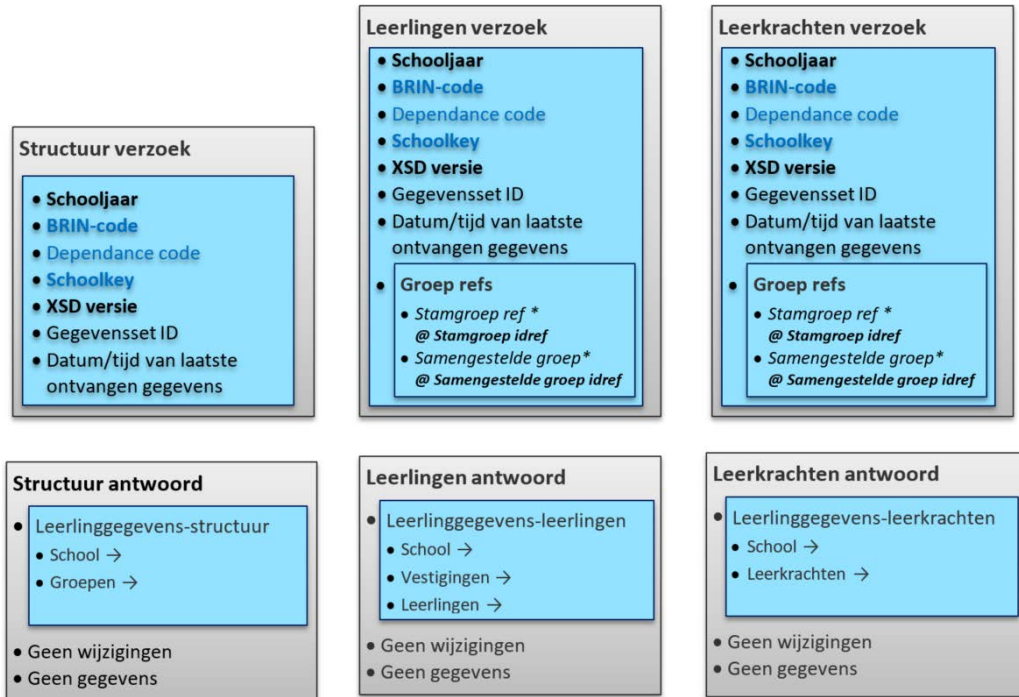 Structuur verzoek
• Schooljaar
• BRIN-code
• Dependance code
• Schoolkey
• XSD versie
• Gegevensset ID
• Datum/tijd van laatste
ontvangen gegevens
Leerlingen verzoek
• Schooljaar
• BRIN-code
• Dependance code
• Schoolkey
• XSD versie
• Gegevensset ID
• Datum/tijd van laatste
ontvangen gegevens
• Groep refs
• Stamgroep ref *
@ Stamgroep idref
• Samengestelde groep*
@ Samengestelde groep idref
Leerkrachten verzoek
• Schooljaar
• BRIN-code
• Dependance code
• Schoolkey
• XSD versie
• Gegevensset ID
• Datum/tijd van laatste
ontvangen gegevens
• Groep refs
• Stamgroep ref *
@ Stamgroep idref
• Samengestelde groep*
@ Samengestelde groep idref
Structuur antwoord
• Leerlinggegevens-structuur
• School →
• Groepen →
• Geen wijzigingen
• Geen gegevens
Leerlingen antwoord
• Leerlinggegevens-leerlingen
• School →
• Vestigingen →
• Leerlingen →
• Geen wijzigingen
• Geen gegevens
Leerkrachten antwoord
• Leerlinggegevens-leerkrachten
• School →
• Leerkrachten →
• Geen wijzigingen
• Geen gegevens